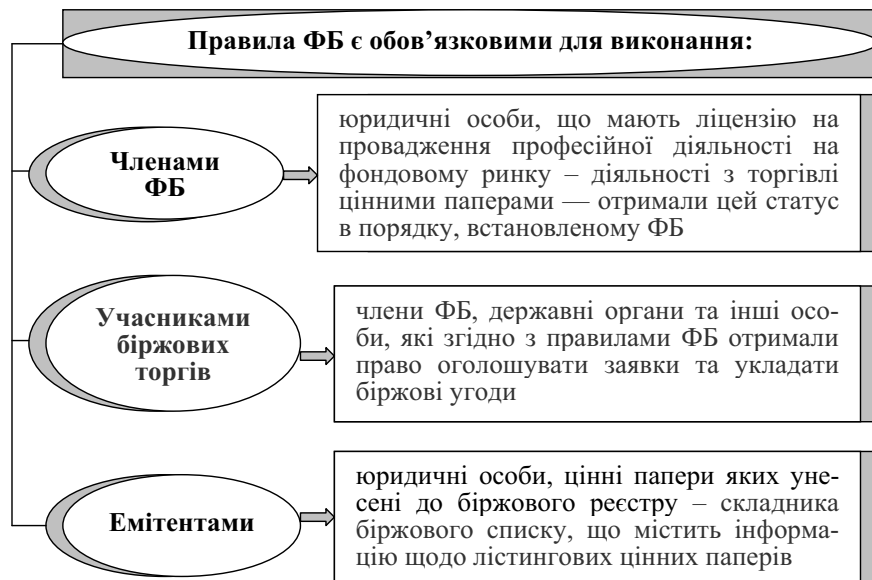 Правила ФБ є обов’язковими для виконання:
Членами
ФБ
юридичні особи, що мають ліцензію на
провадження професійної діяльності на
фондовому ринку – діяльності з торгівлі
цінними паперами — отримали цей статус
в порядку, встановленому ФБ
Учасниками
біржових
торгів
члени ФБ, державні органи та інші осо-
би, які згідно з правилами ФБ отримали
право оголошувати заявки та укладати
біржові угоди
Емітентами
юридичні особи, цінні папери яких уне-
сені до біржового реєстру – складника
біржового списку, що містить інформа-
цію щодо лістингових цінних паперів